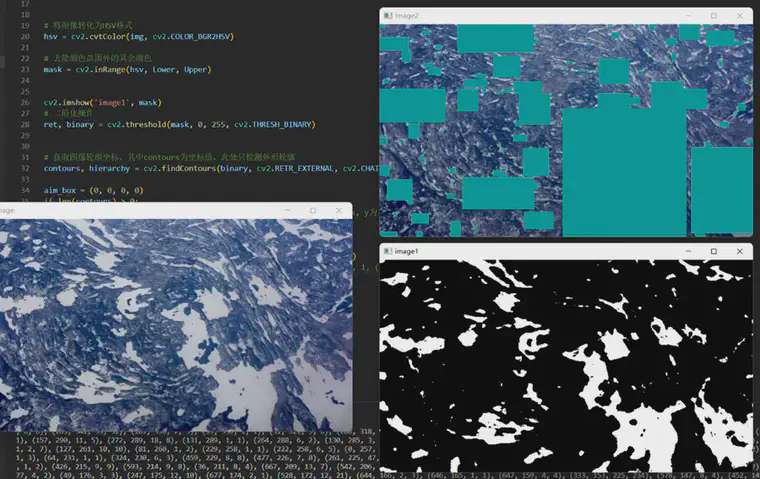 17
18
19 # 将图像转化为HSV格式
20 hsv = cv2.cvtColor(img, cv2.COLOR_BGR2HSV)
21
22 # 去除颜色范围外的其余颜色
23 mask = cv2.inRange(hsv, Lower, Upper)
24
25
26 cv2.imshow('image1', mask)
27 # 二值化操作
28 ret, binary = cv2.threshold(mask, 0, 255, cv2.THRESH_BINARY)
29
30
31 # 获取图像轮廓坐标，其中contours为坐标值，此处只检测外形轮廓
32 contours, hierarchy = cv2.findContours(binary, cv2.RETR_EXTERNAL, cv2.CHAI
33
34 aim_box = (0, 0, 0, 0)
if len(contours) > 0:
image2
y为
image1
1, (
318,
), (157, 290, 11, 5), (272, 289, 18, 8), (131, 289, 1, 1), (264, 288, 6, 2), (130, 285, 3,
1, 2, 2), (127, 261, 10, 10), (81, 260, 1, 2), (229, 258, 1, 1), (222, 258, 6, 5), (0, 257,
1, 3), (64, 231, 1, 1), (324, 230, 6, 3), (459, 229, 8, 8), (477, 226, 7, 8), (261, 225, 47
, 1, 2), (426, 215, 9, 9), (593, 214, 9, 8), (36, 211, 8, 4), (667, 209, 13, 7), (542, 206,
77, 4, 2), (49, 176, 3, 3), (247, 175, 12, 10), (677, 174, 2, 1), (528, 172, 12, 21), (644,
166, 2, 3), (646, 165, 1, 1), (647, 159, 4, 4), (333, 153, 225, 234), (578, 147, 8, 4), (452, 14